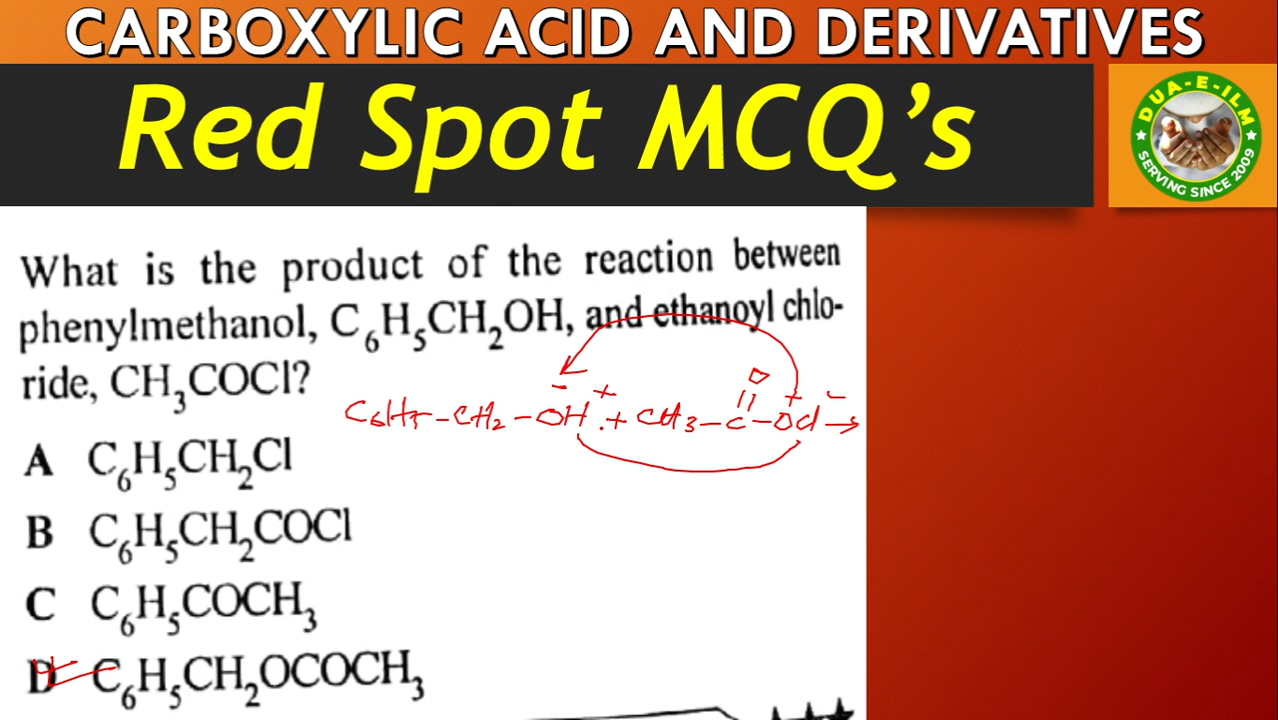 CARBOXYLIC ACID AND DERIVATIVES
Red Spot MCQ's
DUA-E-ILM
SERVING SINCE 2009
What is the product of the reaction between
phenylmethanol, C₆H₅CH₂OH, and ethanoyl chlo-
ride, CH₃COCl?
C₆H₅-CH₂-OH + CH₃-C-OCl →
A C₆H₅CH₂Cl
B C₆H₅CH₂COCl
C C₆H₅COCH₃
D C₆H₅CH₂OCOCH₃